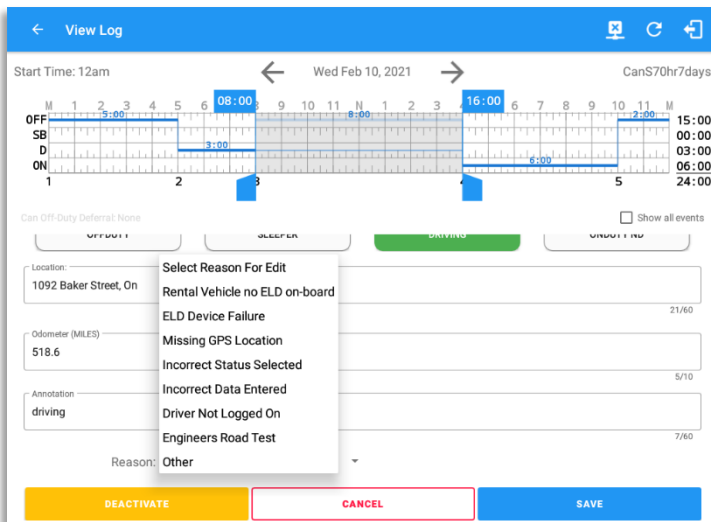 View Log
Start Time: 12am
Wed Feb 10, 2021
CanS70hr7days
M 1 2 3 4 5 6 08:00 8 9 10 11 N 1 2 3 16:00 5 6 7 8 9 10 11 M
OFF 5:00 8:00 2:00 15:00
SB 00:00
D 3:00 03:00
ON 6:00 06:00
1 2 3 4 5 24:00
Can Off-Duty Deferral: None
Show all events
OFFDUTY SLEEPER DRIVING ONDUTY ND
Location:
1092 Baker Street, On
21/60
Odometer (MILES)
518.6
5/10
Annotation
driving
7/60
Select Reason For Edit
Rental Vehicle no ELD on-board
ELD Device Failure
Missing GPS Location
Incorrect Status Selected
Incorrect Data Entered
Driver Not Logged On
Engineers Road Test
Reason: Other
DEACTIVATE CANCEL SAVE